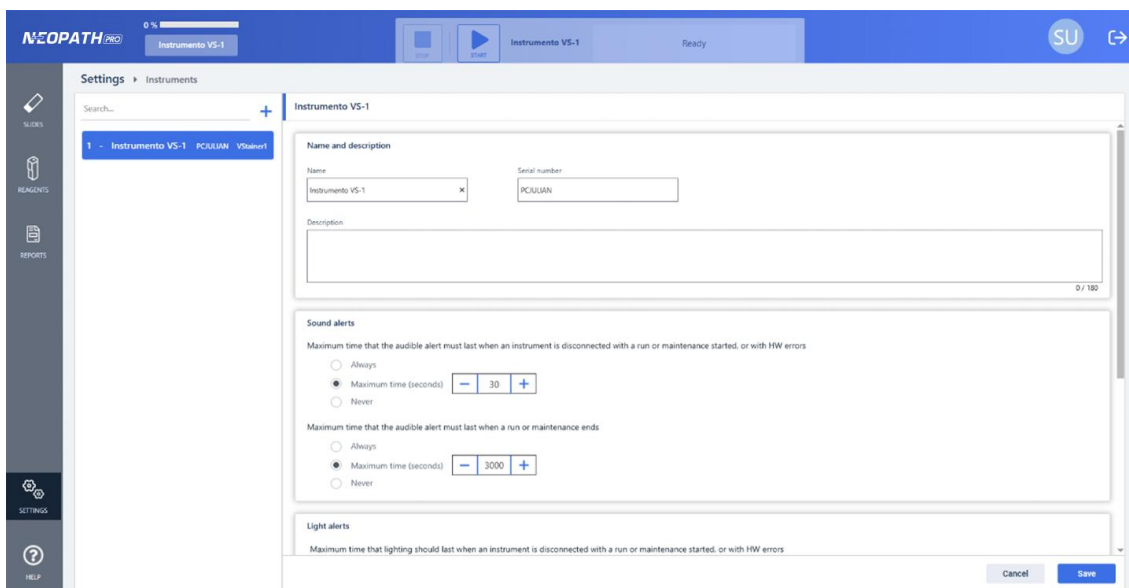 NEOPATH PRO
0 %
Instrumento VS-1
STOP
START
Instrumento VS-1
Ready
SU
Settings
Instruments
SLIDES
REAGENTS
REPORTS
SETTINGS
HELP
Search...
1 - Instrumento VS-1 PCJULIAN VStainer1
Instrumento VS-1
Name and description
Name
Serial number
Instrumento VS-1
PCJULIAN
Description
0 / 180
Sound alerts
Maximum time that the audible alert must last when an instrument is disconnected with a run or maintenance started, or with HW errors
Always
Maximum time (seconds) 30
Never
Maximum time that the audible alert must last when a run or maintenance ends
Always
Maximum time (seconds) 3000
Never
Light alerts
Maximum time that lighting should last when an instrument is disconnected with a run or maintenance started, or with HW errors
Cancel
Save